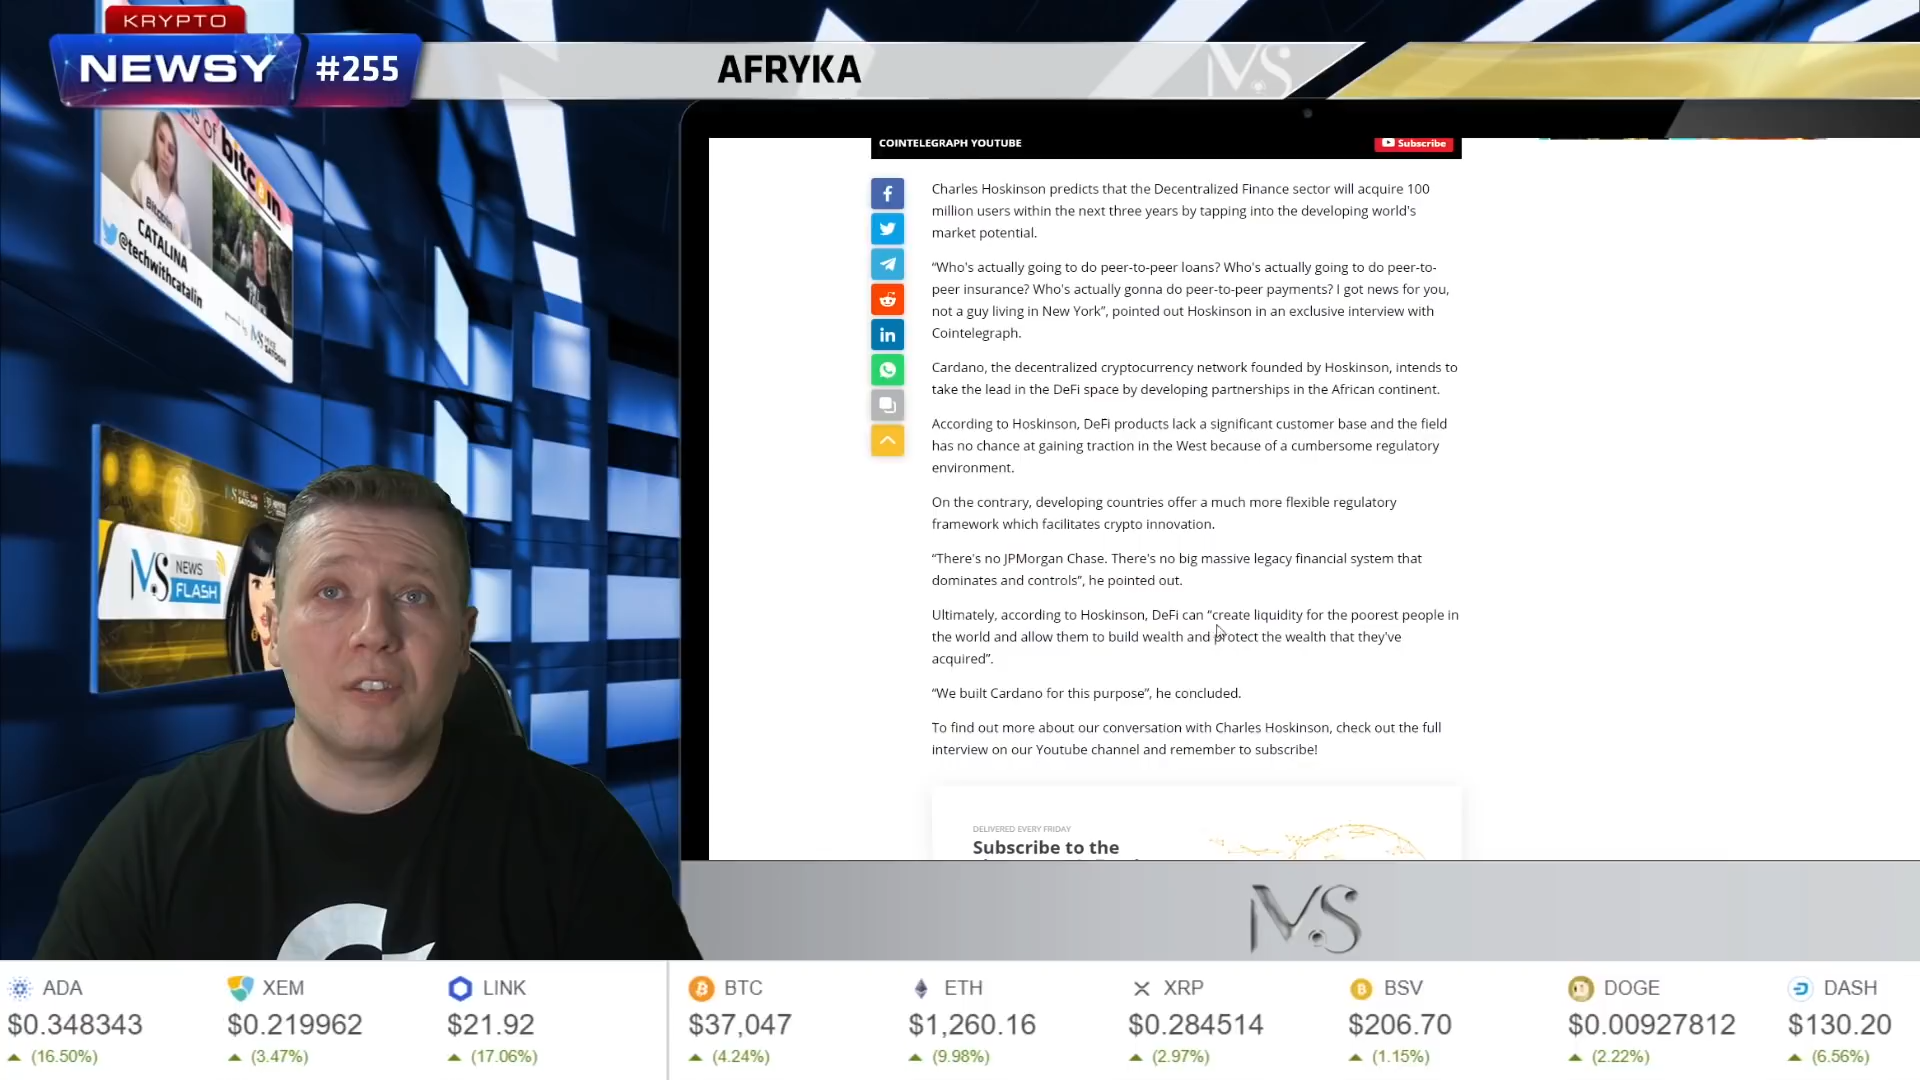 KRYPTO
NEWSY #255
AFRYKA
MS
of bitcoin
Bitcoin
CATALINA
@techwithcatalin
MS
NEWS
FLASH
COINTELEGRAPH YOUTUBE
Subscribe
Charles Hoskinson predicts that the Decentralized Finance sector will acquire 100
million users within the next three years by tapping into the developing world's
market potential.
“Who's actually going to do peer-to-peer loans? Who's actually going to do peer-to-
peer insurance? Who's actually gonna do peer-to-peer payments? I got news for you,
not a guy living in New York”, pointed out Hoskinson in an exclusive interview with
Cointelegraph.
Cardano, the decentralized cryptocurrency network founded by Hoskinson, intends to
take the lead in the DeFi space by developing partnerships in the African continent.
According to Hoskinson, DeFi products lack a significant customer base and the field
has no chance at gaining traction in the West because of a cumbersome regulatory
environment.
On the contrary, developing countries offer a much more flexible regulatory
framework which facilitates crypto innovation.
“There's no JPMorgan Chase. There's no big massive legacy financial system that
dominates and controls”, he pointed out.
Ultimately, according to Hoskinson, DeFi can “create liquidity for the poorest people in
the world and allow them to build wealth and protect the wealth that they've
acquired”.
“We built Cardano for this purpose”, he concluded.
To find out more about our conversation with Charles Hoskinson, check out the full
interview on our Youtube channel and remember to subscribe!
DELIVERED EVERY FRIDAY
Subscribe to the
MS
ADA XEM LINK BTC ETH XRP BSV DOGE DASH
$0.348343 $0.219962 $21.92 $37,047 $1,260.16 $0.284514 $206.70 $0.00927812 $130.20
(16.50%) (3.47%) (17.06%) (4.24%) (9.98%) (2.97%) (1.15%) (2.22%) (6.56%)